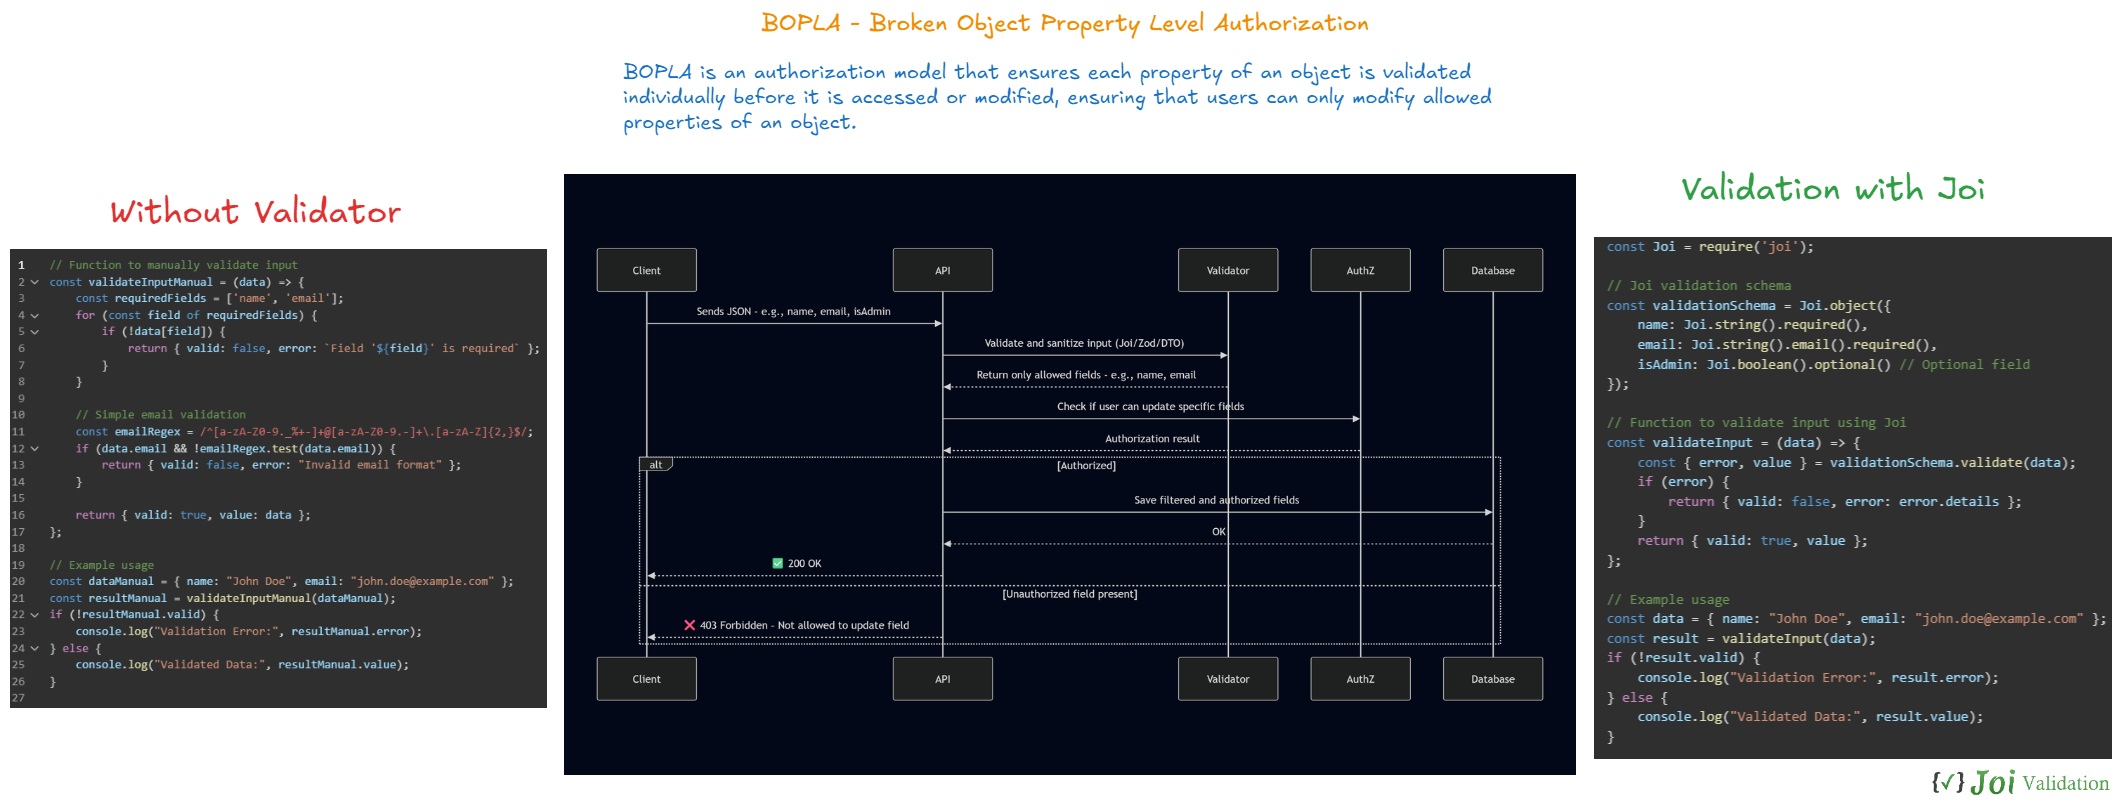 BOPLA - Broken Object Property Level Authorization
BOPLA is an authorization model that ensures each property of an object is validated
individually before it is accessed or modified, ensuring that users can only modify allowed
properties of an object.
Without Validator
1 // Function to manually validate input
2 const validateInputManual = (data) => {
3 const requiredFields = ['name', 'email'];
4 for (const field of requiredFields) {
5 if (!data[field]) {
6 return { valid: false, error: `Field '${field}' is required` };
7 }
8 }
9
10 // Simple email validation
11 const emailRegex = /^[a-zA-Z0-9._%+-]+@[a-zA-Z0-9.-]+\.[a-zA-Z]{2,}$/;
12 if (data.email && !emailRegex.test(data.email)) {
13 return { valid: false, error: "Invalid email format" };
14 }
15
16 return { valid: true, value: data };
17 };
18
19 // Example usage
20 const dataManual = { name: "John Doe", email: "john.doe@example.com" };
21 const resultManual = validateInputManual(dataManual);
22 if (!resultManual.valid) {
23 console.log("Validation Error:", resultManual.error);
24 } else {
25 console.log("Validated Data:", resultManual.value);
26 }
27
Client API Validator AuthZ Database
Sends JSON - e.g., name, email, isAdmin
Validate and sanitize input (Joi/Zod/DTO)
Return only allowed fields - e.g., name, email
Check if user can update specific fields
Authorization result
alt [Authorized]
Save filtered and authorized fields
OK
✅ 200 OK
[Unauthorized field present]
❌ 403 Forbidden - Not allowed to update field
Client API Validator AuthZ Database
Validation with Joi
const Joi = require('joi');
// Joi validation schema
const validationSchema = Joi.object({
name: Joi.string().required(),
email: Joi.string().email().required(),
isAdmin: Joi.boolean().optional() // Optional field
});
// Function to validate input using Joi
const validateInput = (data) => {
const { error, value } = validationSchema.validate(data);
if (error) {
return { valid: false, error: error.details };
}
return { valid: true, value };
};
// Example usage
const data = { name: "John Doe", email: "john.doe@example.com" };
const result = validateInput(data);
if (!result.valid) {
console.log("Validation Error:", result.error);
} else {
console.log("Validated Data:", result.value);
}
{✓} Joi Validation